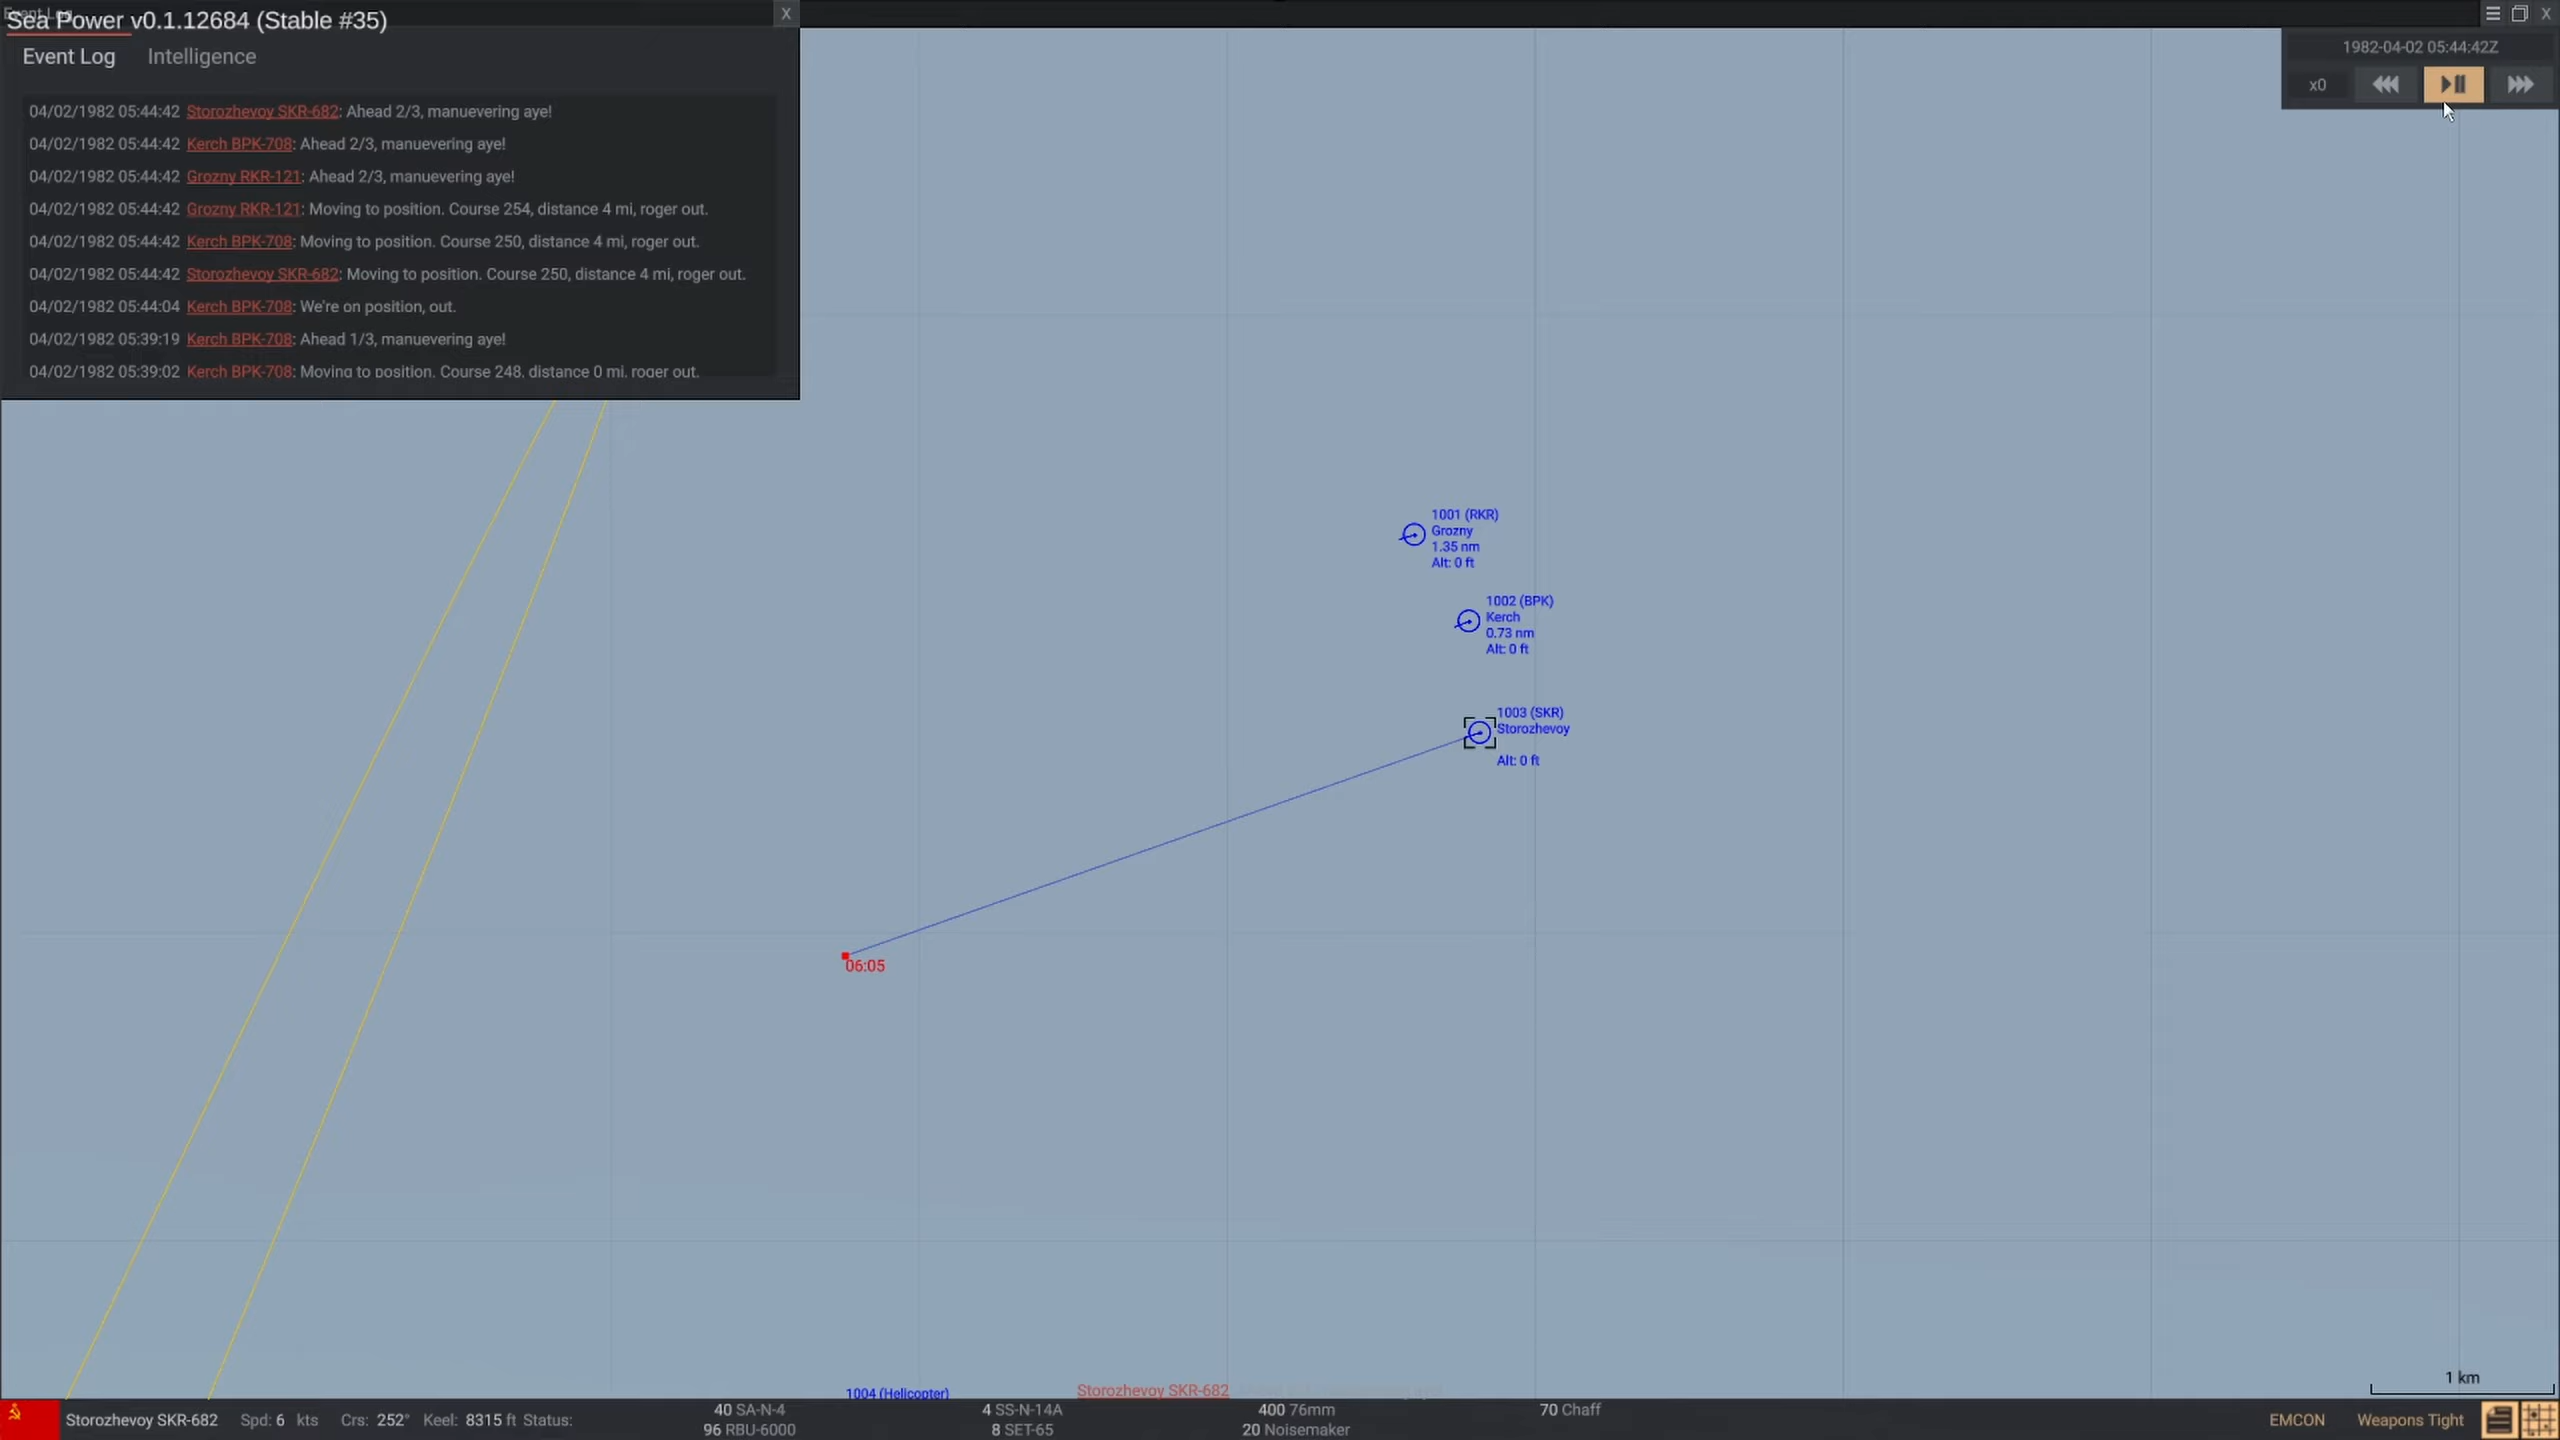 Sea Power v0.1.12684 (Stable #35)
X
Event Log Intelligence
04/02/1982 05:44:42 Storozhevoy SKR-682: Ahead 2/3, manuevering aye!
04/02/1982 05:44:42 Kerch BPK-708: Ahead 2/3, manuevering aye!
04/02/1982 05:44:42 Grozny RKR-121: Ahead 2/3, manuevering aye!
04/02/1982 05:44:42 Grozny RKR-121: Moving to position. Course 254, distance 4 mi, roger out.
04/02/1982 05:44:42 Kerch BPK-708: Moving to position. Course 250, distance 4 mi, roger out.
04/02/1982 05:44:42 Storozhevoy SKR-682: Moving to position. Course 250, distance 4 mi, roger out.
04/02/1982 05:44:04 Kerch BPK-708: We're on position, out.
04/02/1982 05:39:19 Kerch BPK-708: Ahead 1/3, manuevering aye!
04/02/1982 05:39:02 Kerch BPK-708: Moving to position. Course 248, distance 0 mi, roger out.
X
1982-04-02 05:44:42Z
x0
1001 (RKR)
Grozny
1.35 nm
Alt: 0 ft
1002 (BPK)
Kerch
0.73 nm
Alt: 0 ft
1003 (SKR)
Storozhevoy
Alt: 0 ft
06:05
1 km
1004 (Helicopter)
Storozhevoy SKR-682
Storozhevoy SKR-682 Spd: 6 kts Crs: 252° Keel: 8315 ft Status:
40 SA-N-4
96 RBU-6000
4 SS-N-14A
8 SET-65
400 76mm
20 Noisemaker
70 Chaff
EMCON Weapons Tight